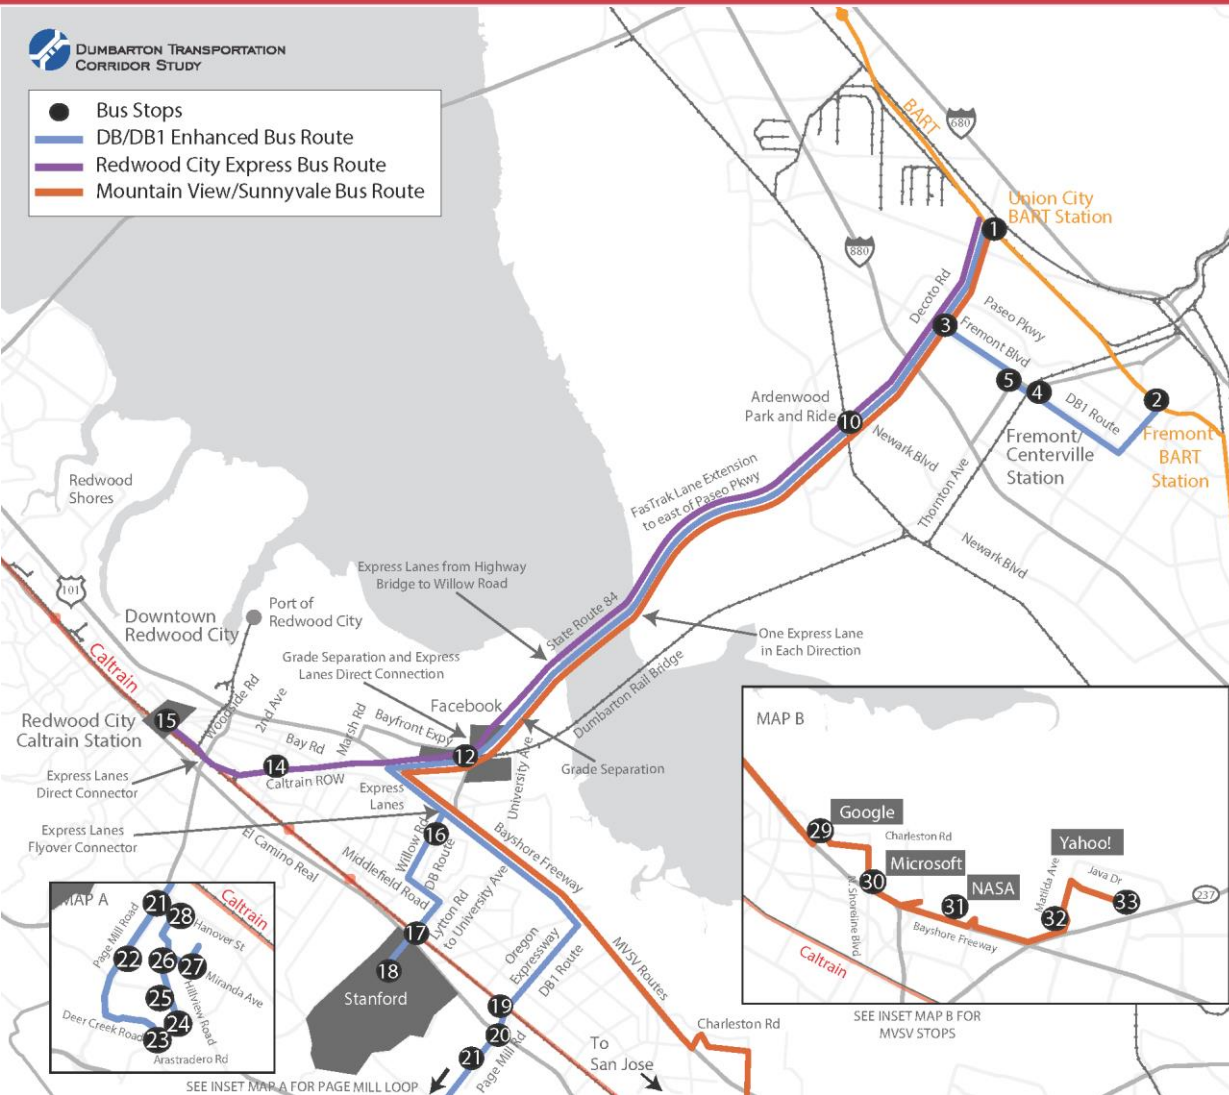 DUMBARTON TRANSPORTATION
CORRIDOR STUDY
Bus Stops
DB/DB1 Enhanced Bus Route
Redwood City Express Bus Route
Mountain View/Sunnyvale Bus Route
BART
680
Union City
BART Station
1
880
Decoto Rd
Paseo Pkwy
3
Fremont Blvd
5
4
2
DB1 Route
Ardenwood
Park and Ride
10
Newark Blvd
Fremont/
Centerville
Station
Fremont
BART
Station
Thornton Ave
Newark Blvd
FasTrak Lane Extension
to east of Paseo Pkwy
Redwood
Shores
101
Express Lanes from Highway
Bridge to Willow Road
State Route 84
One Express Lane
in Each Direction
Dumbarton Rail Bridge
Port of
Redwood City
Downtown
Redwood City
Caltrain
Grade Separation and Express
Lanes Direct Connection
Facebook
Woodside Rd
2nd Ave
Bay Rd
Marsh Rd
Bayfront Expy
12
University Ave
Grade Separation
15
Redwood City
Caltrain Station
14
Caltrain ROW
Express Lanes
Direct Connector
Express
Lanes
Express Lanes
Flyover Connector
El Camino Real
Middlefield Road
Willow Rd
16
DB Route
Bayshore Freeway
Lytton Rd
to University Ave
17
18
Stanford
Oregon
Expressway
DB1 Route
MVSV Routes
19
20
21
Page Mill Rd
Charleston Rd
To
San Jose
SEE INSET MAP A FOR PAGE MILL LOOP
MAP A
Caltrain
21
28
Hanover St
Page Mill Road
22
26
27
Miranda Ave
25
Hillview Road
24
Deer Creek Road
23
Arastradero Rd
MAP B
29
Google
Charleston Rd
Microsoft
30
NASA
31
Yahoo!
Matilda Ave
Java Dr
32
33
237
N Shoreline Blvd
Bayshore Freeway
Caltrain
SEE INSET MAP B FOR
MVSV STOPS